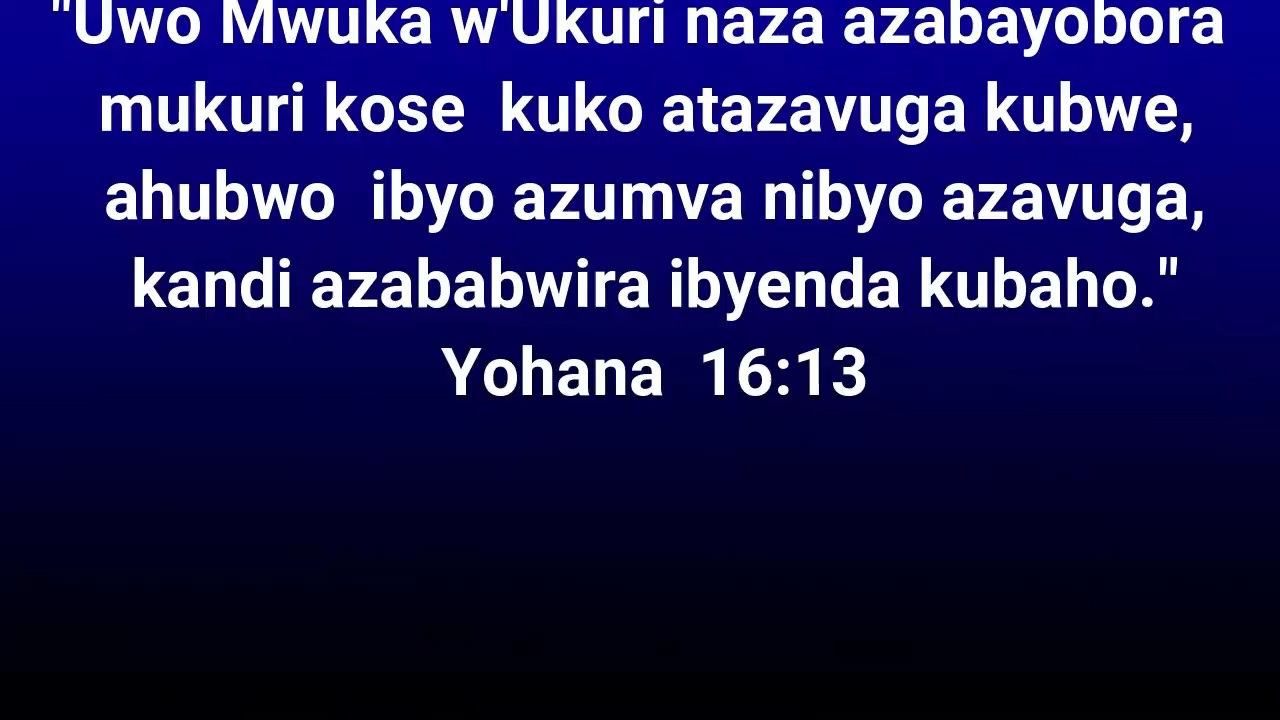 "Uwo Mwuka w'Ukuri naza azabayobora
mukuri kose  kuko atazavuga kubwe,
ahubwo  ibyo azumva nibyo azavuga,
kandi azababwira ibyenda kubaho."
Yohana  16:13